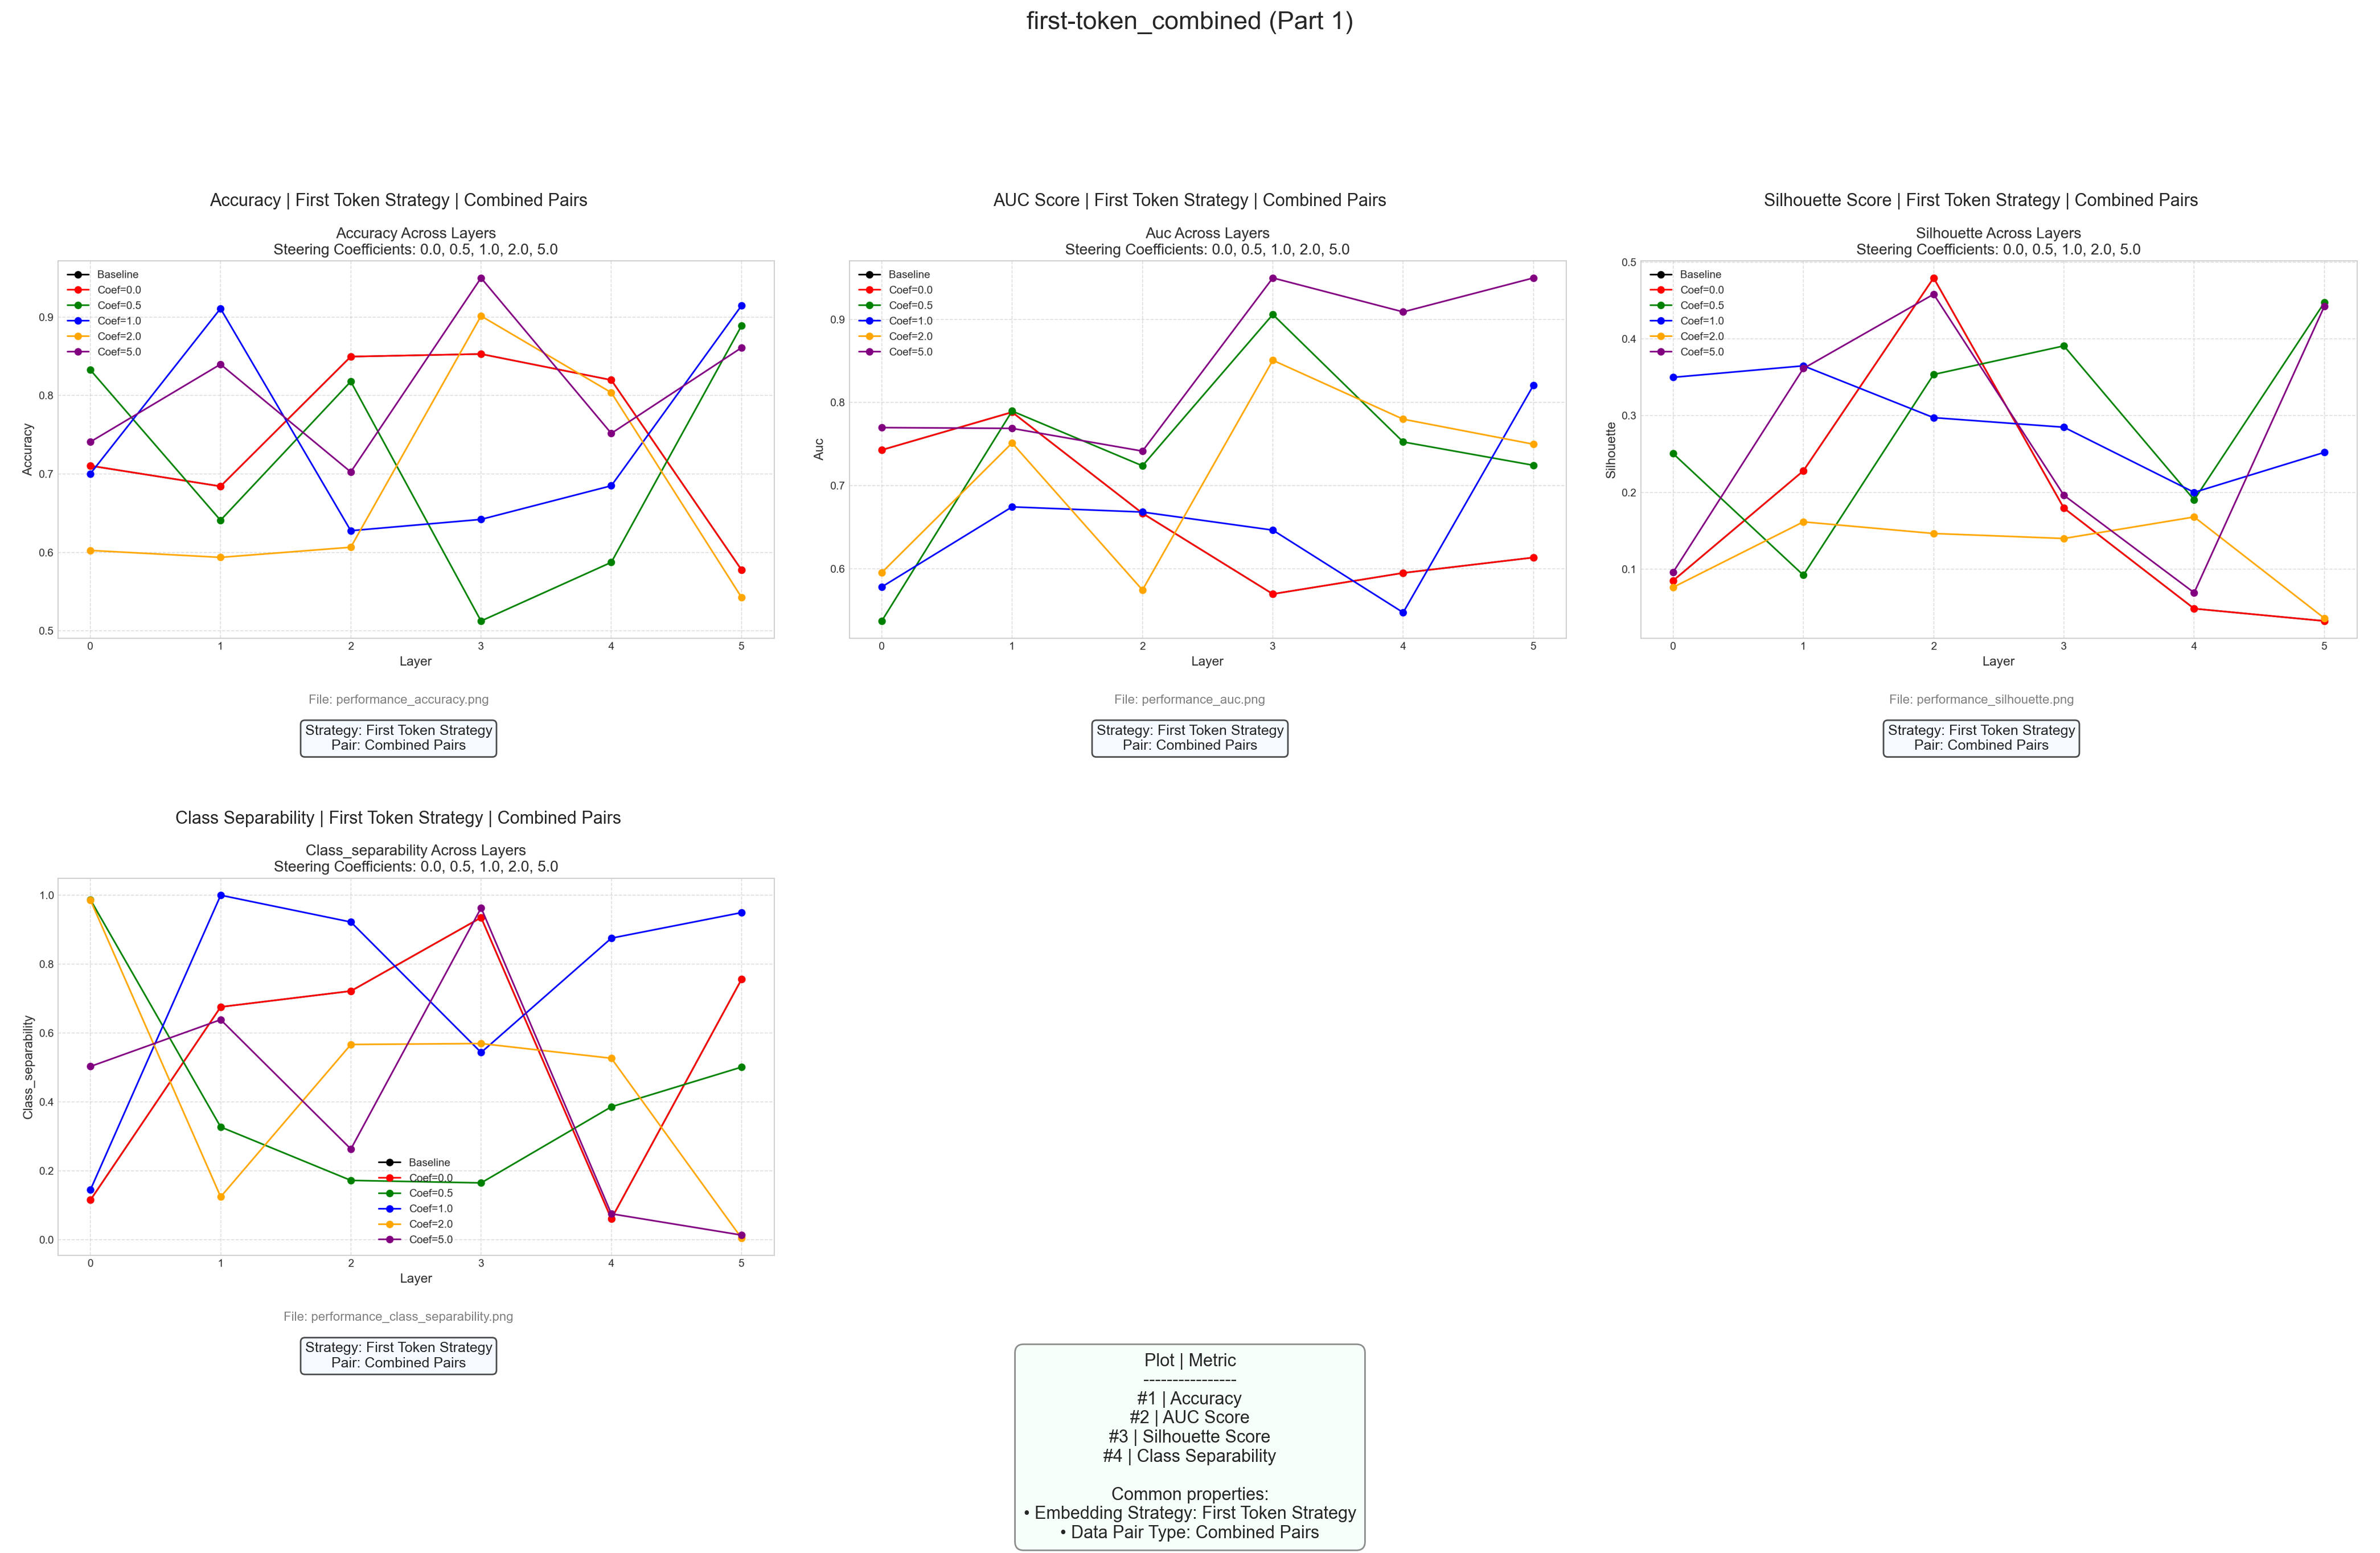 first-token_combined (Part 1)
Accuracy | First Token Strategy | Combined Pairs
Accuracy Across Layers
Steering Coefficients: 0.0, 0.5, 1.0, 2.0, 5.0
Baseline
Coef=0.0
Coef=0.5
Coef=1.0
Coef=2.0
Coef=5.0
Accuracy
0.9
0.8
0.7
0.6
0.5
0 1 2 3 4 5
Layer
File: performance_accuracy.png
Strategy: First Token Strategy
Pair: Combined Pairs
AUC Score | First Token Strategy | Combined Pairs
Auc Across Layers
Steering Coefficients: 0.0, 0.5, 1.0, 2.0, 5.0
Baseline
Coef=0.0
Coef=0.5
Coef=1.0
Coef=2.0
Coef=5.0
Auc
0.9
0.8
0.7
0.6
0 1 2 3 4 5
Layer
File: performance_auc.png
Strategy: First Token Strategy
Pair: Combined Pairs
Silhouette Score | First Token Strategy | Combined Pairs
Silhouette Across Layers
Steering Coefficients: 0.0, 0.5, 1.0, 2.0, 5.0
Baseline
Coef=0.0
Coef=0.5
Coef=1.0
Coef=2.0
Coef=5.0
Silhouette
0.5
0.4
0.3
0.2
0.1
0 1 2 3 4 5
Layer
File: performance_silhouette.png
Strategy: First Token Strategy
Pair: Combined Pairs
Class Separability | First Token Strategy | Combined Pairs
Class_separability Across Layers
Steering Coefficients: 0.0, 0.5, 1.0, 2.0, 5.0
Class_separability
1.0
0.8
0.6
0.4
0.2
0.0
Baseline
Coef=0.0
Coef=0.5
Coef=1.0
Coef=2.0
Coef=5.0
0 1 2 3 4 5
Layer
File: performance_class_separability.png
Strategy: First Token Strategy
Pair: Combined Pairs
Plot | Metric
----------------
#1 | Accuracy
#2 | AUC Score
#3 | Silhouette Score
#4 | Class Separability
Common properties:
• Embedding Strategy: First Token Strategy
• Data Pair Type: Combined Pairs